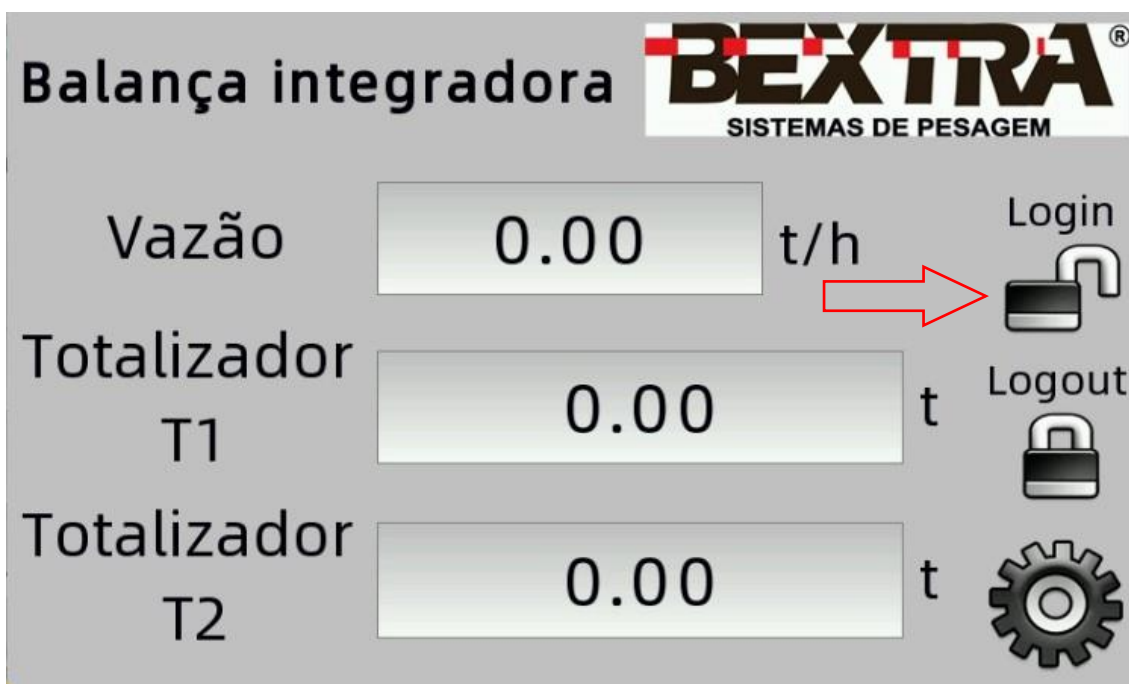 Balança integradora
BEXTRA®
SISTEMAS DE PESAGEM
Vazão
0.00
t/h
Login
Totalizador
T1
0.00
t
Logout
Totalizador
T2
0.00
t